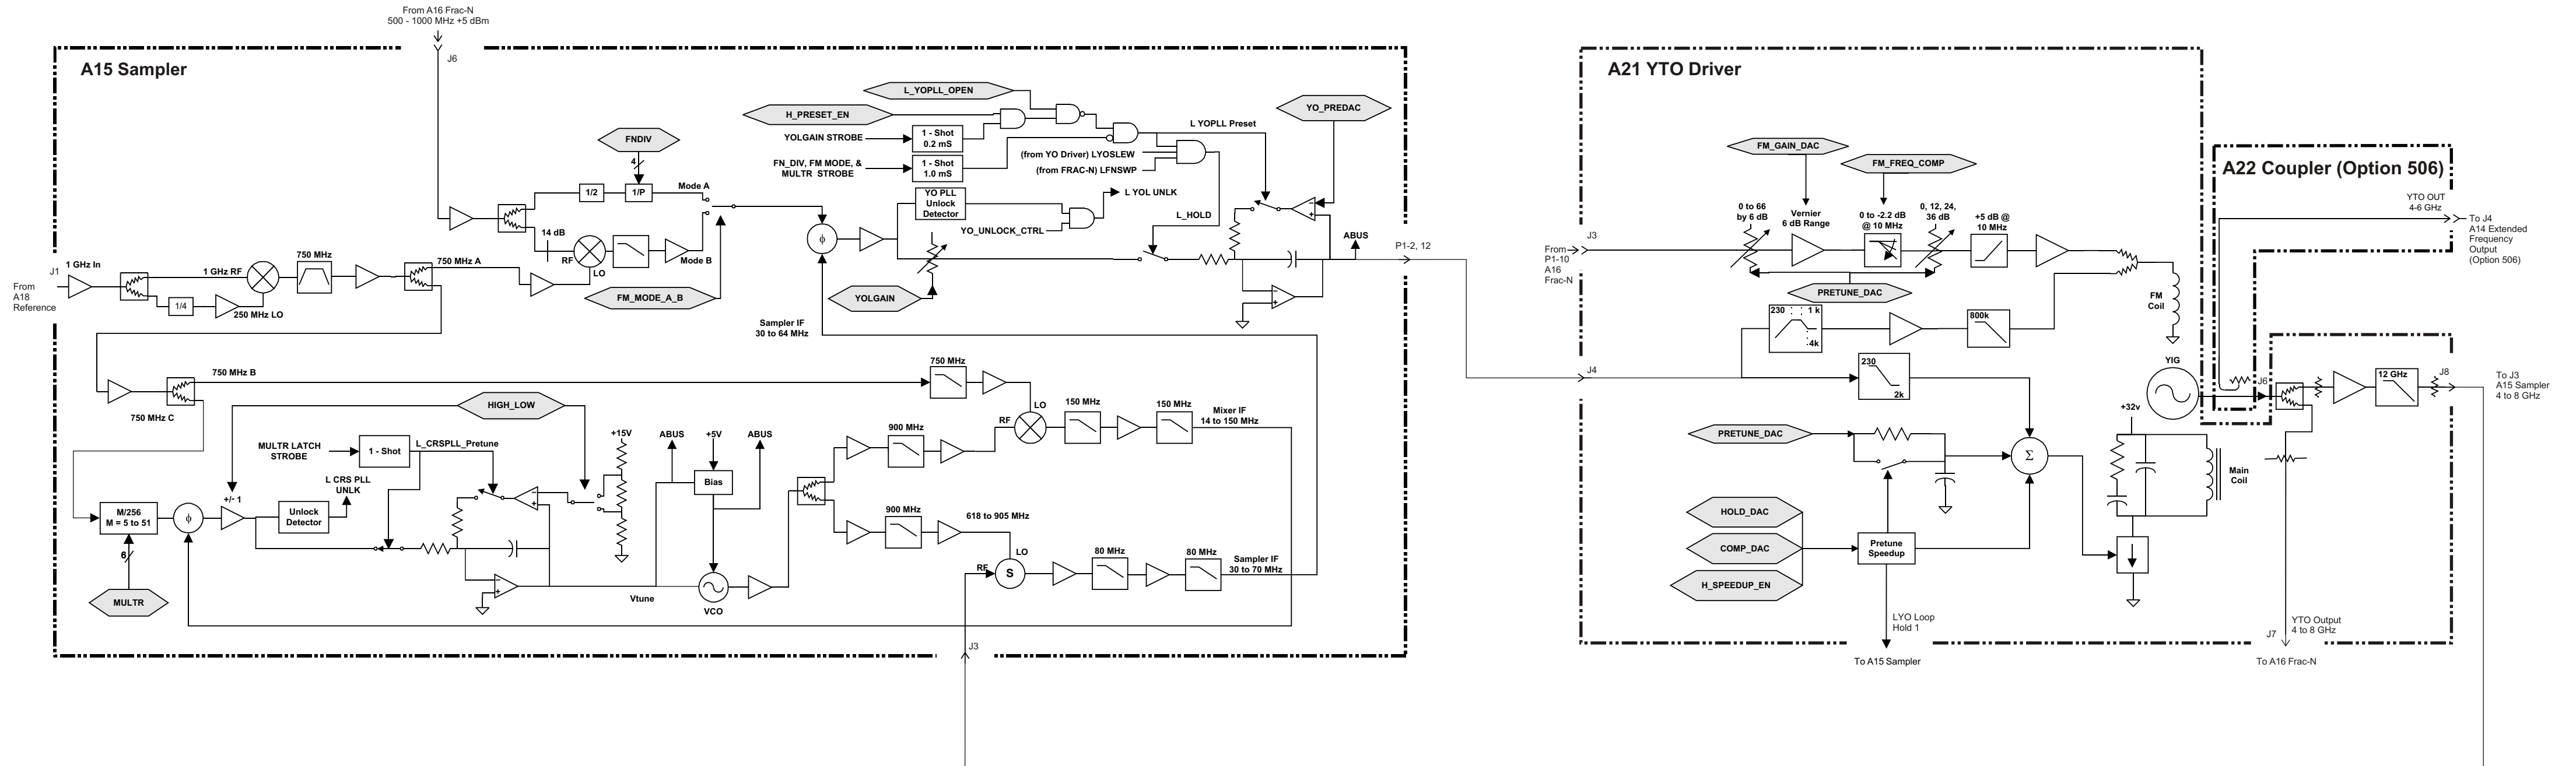 From A16 Frac-N
500 - 1000 MHz +5 dBm
J6
A15 Sampler
L_YOPLL_OPEN
H_PRESET_EN
YOLGAIN STROBE
1 - Shot
0.2 mS
FN_DIV, FM MODE, &
MULTR STROBE
1 - Shot
1.0 mS
L YOPLL Preset
YO_PREDAC
(from YO Driver) LYOSLEW
(from FRAC-N) LFNSWP
FNDIV
4
1/2
1/P
Mode A
YO PLL
Unlock
Detector
L YOL UNLK
YO_UNLOCK_CTRL
L_HOLD
14 dB
RF
LO
Mode B
ϕ
ABUS
P1-2, 12
J1
1 GHz In
From
A18
Reference
1 GHz RF
1/4
250 MHz LO
750 MHz
750 MHz A
FM_MODE_A_B
YOLGAIN
Sampler IF
30 to 64 MHz
750 MHz B
750 MHz C
HIGH_LOW
750 MHz
LO
RF
150 MHz
150 MHz
Mixer IF
14 to 150 MHz
MULTR LATCH
STROBE
1 - Shot
L_CRSPLL_Pretune
+15V
ABUS
+5V
ABUS
Bias
900 MHz
L CRS PLL
UNLK
+/- 1
M/256
M = 5 to 51
ϕ
Unlock
Detector
6
MULTR
Vtune
VCO
900 MHz
618 to 905 MHz
LO
RF
S
80 MHz
80 MHz
Sampler IF
30 to 70 MHz
J3
A21 YTO Driver
FM_GAIN_DAC
FM_FREQ_COMP
0 to 66
by 6 dB
Vernier
6 dB Range
0 to -2.2 dB
@ 10 MHz
0, 12, 24,
36 dB
+5 dB @
10 MHz
J3
From
P1-10
A16
Frac-N
PRETUNE_DAC
FM
Coil
230
1 k
4k
800k
J4
230
2k
YIG
+32v
PRETUNE_DAC
Σ
Main
Coil
HOLD_DAC
COMP_DAC
H_SPEEDUP_EN
Pretune
Speedup
LYO Loop
Hold 1
To A15 Sampler
A22 Coupler (Option 506)
YTO OUT
4-6 GHz
To J4
A14 Extended
Frequency
Output
(Option 506)
J6
12 GHz
J8
To J3
A15 Sampler
4 to 8 GHz
J7
YTO Output
4 to 8 GHz
To A16 Frac-N